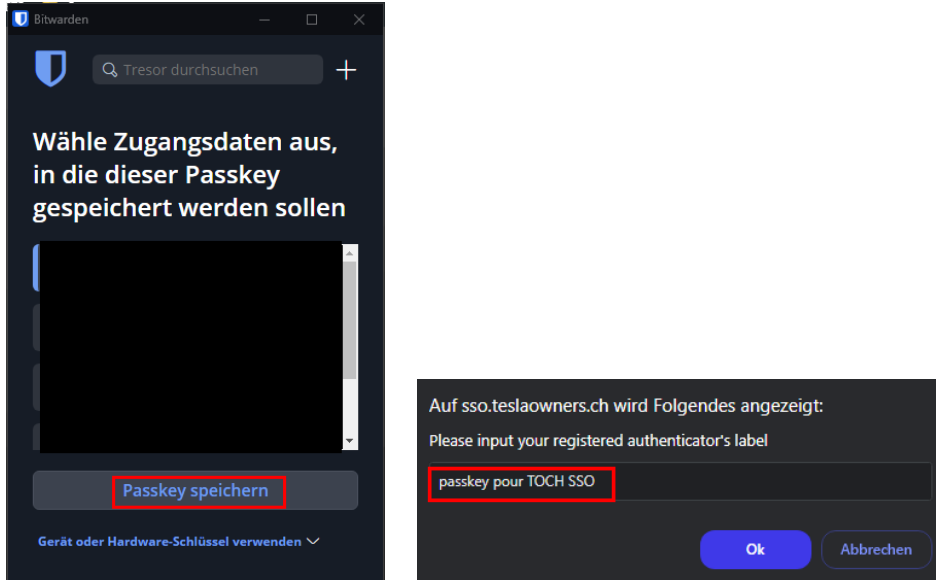 Bitwarden
Tresor durchsuchen
Wähle Zugangsdaten aus,
in die dieser Passkey
gespeichert werden sollen
Passkey speichern
Gerät oder Hardware-Schlüssel verwenden
Auf sso.teslaowners.ch wird Folgendes angezeigt:
Please input your registered authenticator's label
passkey pour TOCH SSO
Ok
Abbrechen